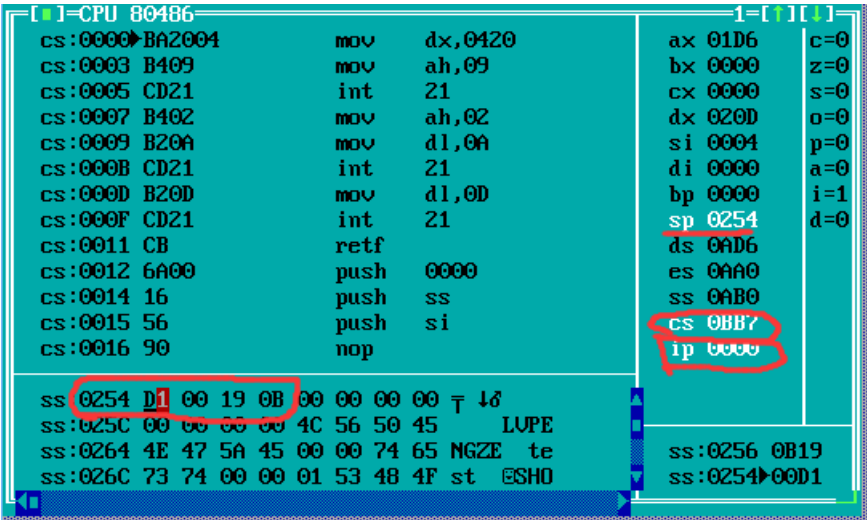 [■]=CPU 80486 1=[↑][↓]
cs:0000►BA2004 mov dx,0420 ax 01D6 c=0
cs:0003 B409 mov ah,09 bx 0000 z=0
cs:0005 CD21 int 21 cx 0000 s=0
cs:0007 B402 mov ah,02 dx 020D o=0
cs:0009 B20A mov dl,0A si 0004 p=0
cs:000B CD21 int 21 di 0000 a=0
cs:000D B20D mov dl,0D bp 0000 i=1
cs:000F CD21 int 21 sp 0254 d=0
cs:0011 CB retf ds 0AD6
cs:0012 6A00 push 0000 es 0AA0
cs:0014 16 push ss ss 0AB0
cs:0015 56 push si cs 0BB7
cs:0016 90 nop ip 0000
ss:0254 D1 00 19 0B 00 00 00 00 ╤ ↓♂
ss:025C 00 00 00 00 4C 56 50 45 LVPE
ss:0264 4E 47 5A 45 00 00 74 65 NGZE te ss:0256 0B19
ss:026C 73 74 00 00 01 53 48 4F st ☺SHO ss:0254►00D1